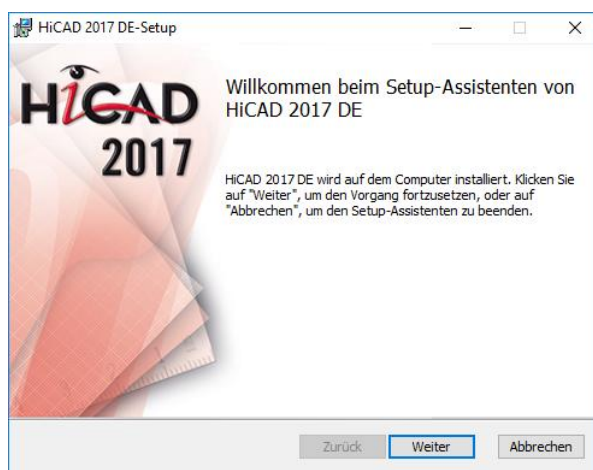 HiCAD 2017 DE-Setup
HiCAD
2017
Willkommen beim Setup-Assistenten von
HiCAD 2017 DE
HiCAD 2017 DE wird auf dem Computer installiert. Klicken Sie
auf "Weiter", um den Vorgang fortzusetzen, oder auf
"Abbrechen", um den Setup-Assistenten zu beenden.
Zurück Weiter Abbrechen